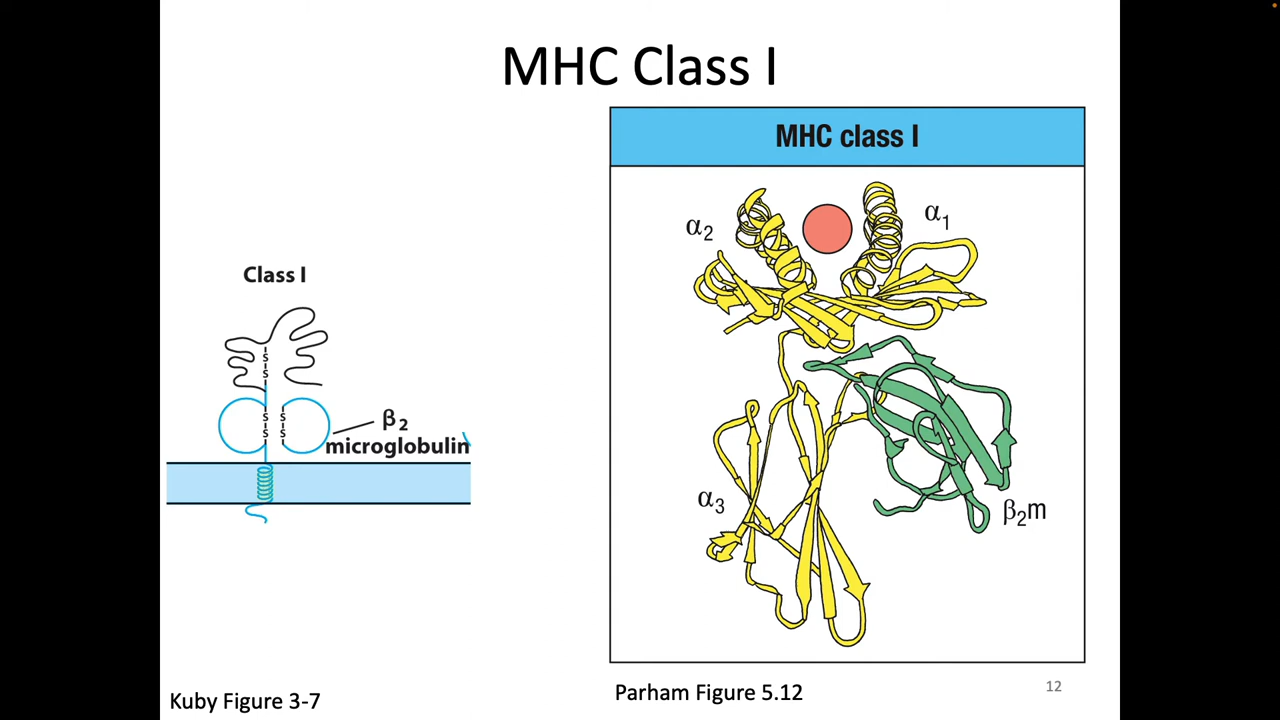 MHC Class I
Class I
S
S
S
S
S
S
β₂
microglobulin
Kuby Figure 3-7
MHC class I
α₂
α₁
α₃
β₂m
Parham Figure 5.12
12